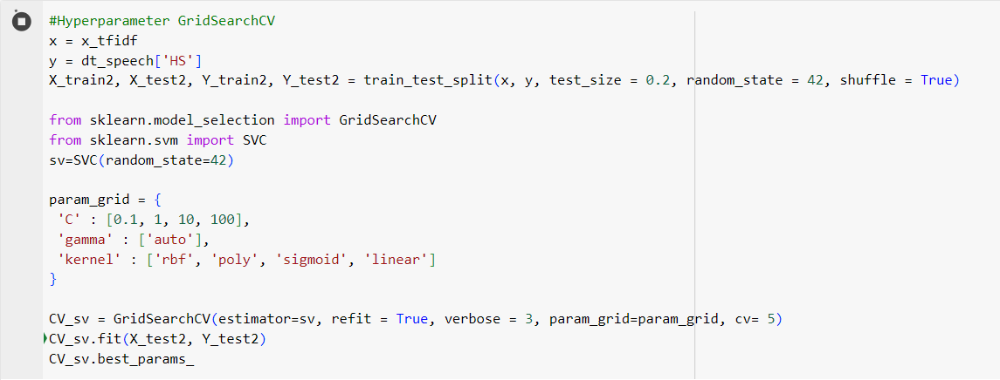 #Hyperparameter GridSearchCV
x = x_tfidf
y = dt_speech['HS']
X_train2, X_test2, Y_train2, Y_test2 = train_test_split(x, y, test_size = 0.2, random_state = 42, shuffle = True)
from sklearn.model_selection import GridSearchCV
from sklearn.svm import SVC
sv=SVC(random_state=42)
param_grid = {
'C' : [0.1, 1, 10, 100],
'gamma' : ['auto'],
'kernel' : ['rbf', 'poly', 'sigmoid', 'linear']
}
CV_sv = GridSearchCV(estimator=sv, refit = True, verbose = 3, param_grid=param_grid, cv= 5)
CV_sv.fit(X_test2, Y_test2)
CV_sv.best_params_